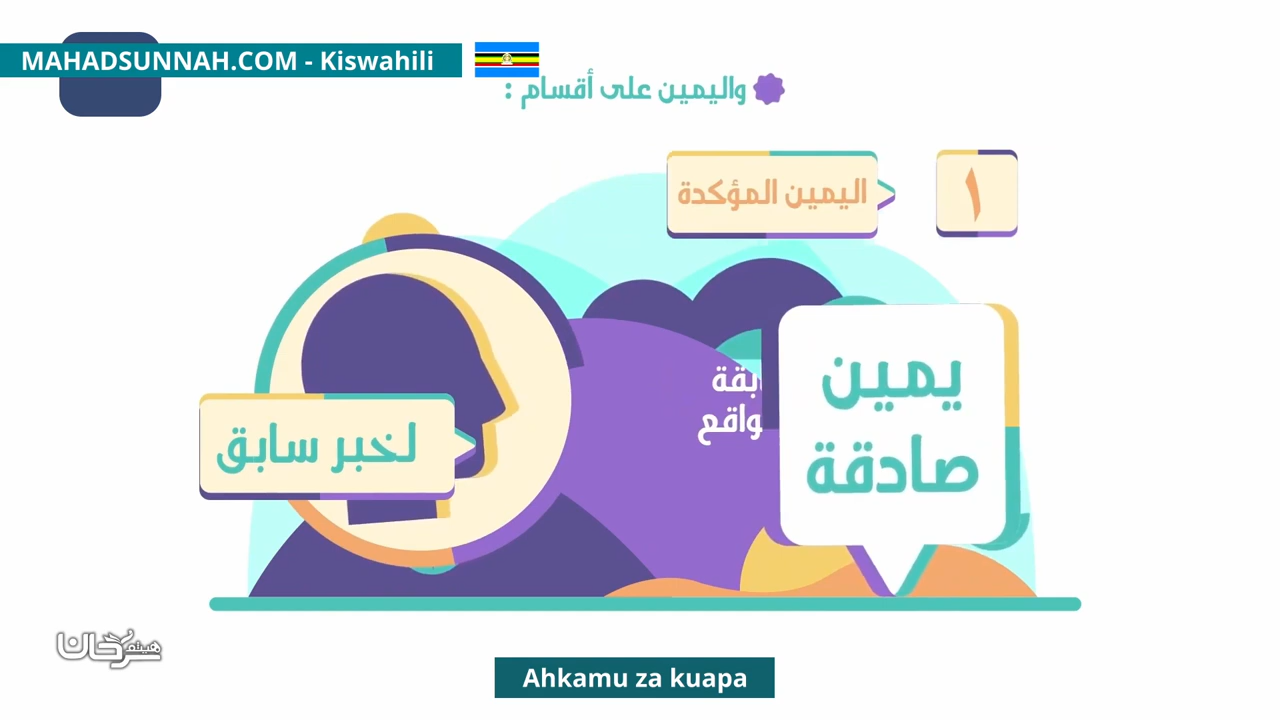 MAHADSUNNAH.COM - Kiswahili
واليمين على أقسام :
١
اليمين المؤكدة
يمين
صادقة
لخبر سابق
Ahkamu za kuapa